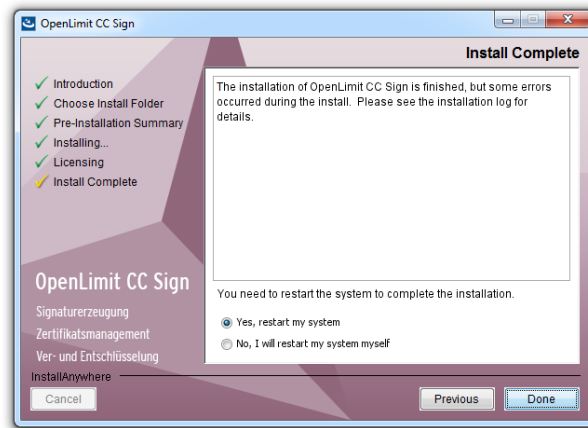 OpenLimit CC Sign
Install Complete
Introduction
Choose Install Folder
Pre-Installation Summary
Installing...
Licensing
Install Complete
The installation of OpenLimit CC Sign is finished, but some errors
occurred during the install. Please see the installation log for
details.
OpenLimit CC Sign
Signaturerzeugung
Zertifikatsmanagement
Ver- und Entschlüsselung
You need to restart the system to complete the installation.
Yes, restart my system
No, I will restart my system myself
InstallAnywhere
Cancel
Previous
Done